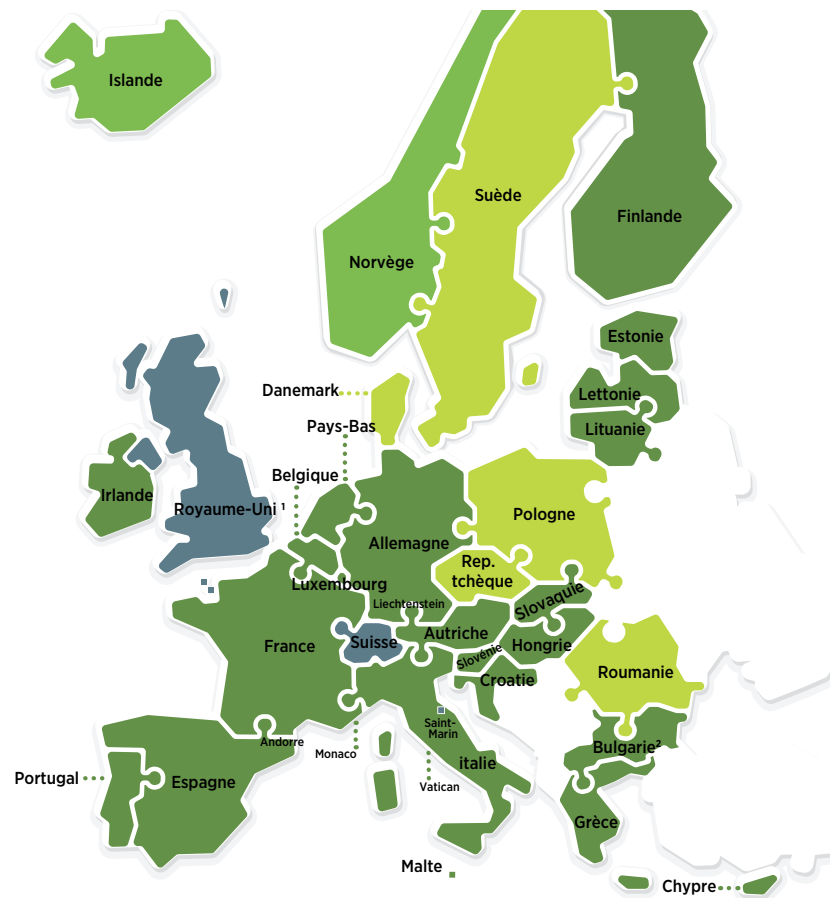 Islande
Suède
Finlande
Norvège
Estonie
Danemark
Lettonie
Pays-Bas
Lituanie
Belgique
Irlande
Royaume-Uni ¹
Pologne
Allemagne
Rep.
tchèque
Luxembourg
Liechtenstein
Slovaquie
Autriche
France
Suisse
Hongrie
Slovénie
Roumanie
Croatie
Saint-
Marin
Andorre
Monaco
Bulgarie²
italie
Portugal
Espagne
Vatican
Grèce
Malte
Chypre